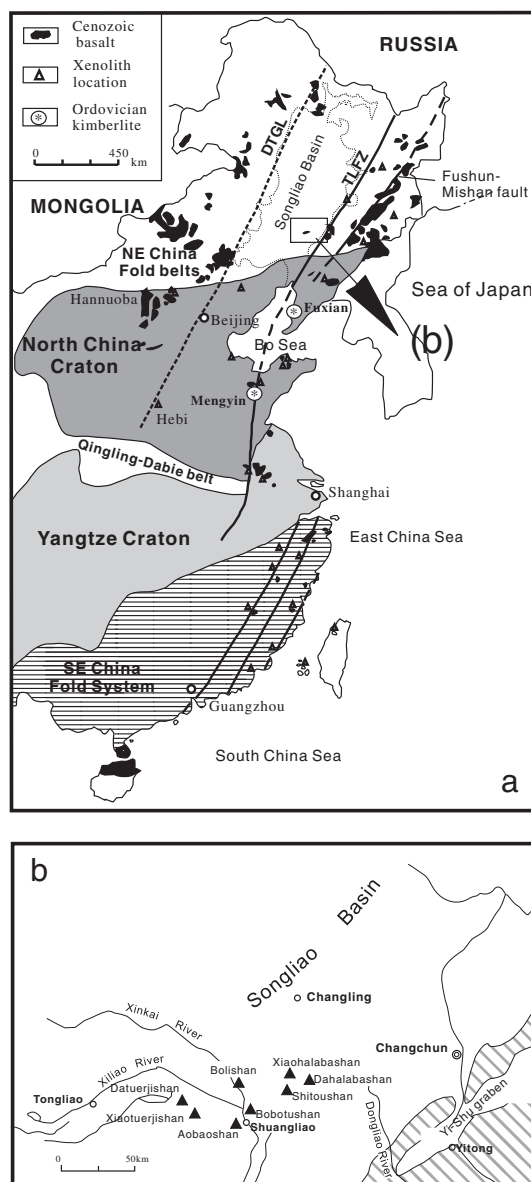 Cenozoic
basalt
Xenolith
location
Ordovician
kimberlite
0 450
km
RUSSIA
DTGL
Songliao Basin
TLFZ
Fushun-
Mishan fault
MONGOLIA
NE China
Fold belts
Hannuoba
Sea of Japan
Beijing
Fuxian
(b)
North China
Craton
Bo Sea
Mengyin
Hebi
Qingling-Dabie belt
Shanghai
Yangtze Craton
East China Sea
SE China
Fold System
Guangzhou
South China Sea
a
b
Songliao Basin
Changling
Xinkai River
Changchun
Xiliao River
Bolishan
Xiaohalabashan
Dahalabashan
Datuerjishan
Shitoushan
Tongliao
Xiaotuerjishan
Bobotushan
Shuangliao
Aobaoshan
Dongliao River
Yi-Shu graben
Yitong
0 50km